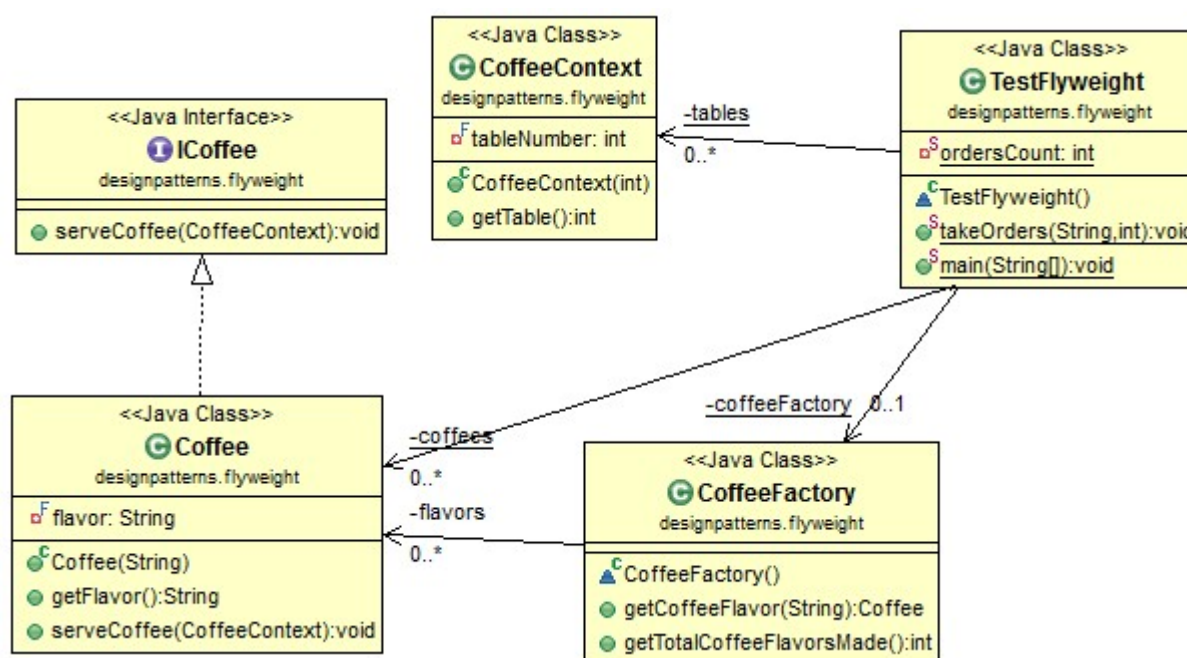 <<Java Interface>>
ICoffee
designpatterns.flyweight
serveCoffee(CoffeeContext):void
<<Java Class>>
CoffeeContext
designpatterns.flyweight
tableNumber: int
CoffeeContext(int)
getTable():int
-tables
0..*
<<Java Class>>
TestFlyweight
designpatterns.flyweight
ordersCount: int
TestFlyweight()
takeOrders(String,int):void
main(String[]):void
<<Java Class>>
Coffee
designpatterns.flyweight
flavor: String
Coffee(String)
getFlavor():String
serveCoffee(CoffeeContext):void
-coffees
0..*
-flavors
0..*
-coffeeFactory 0..1
<<Java Class>>
CoffeeFactory
designpatterns.flyweight
CoffeeFactory()
getCoffeeFlavor(String):Coffee
getTotalCoffeeFlavorsMade():int